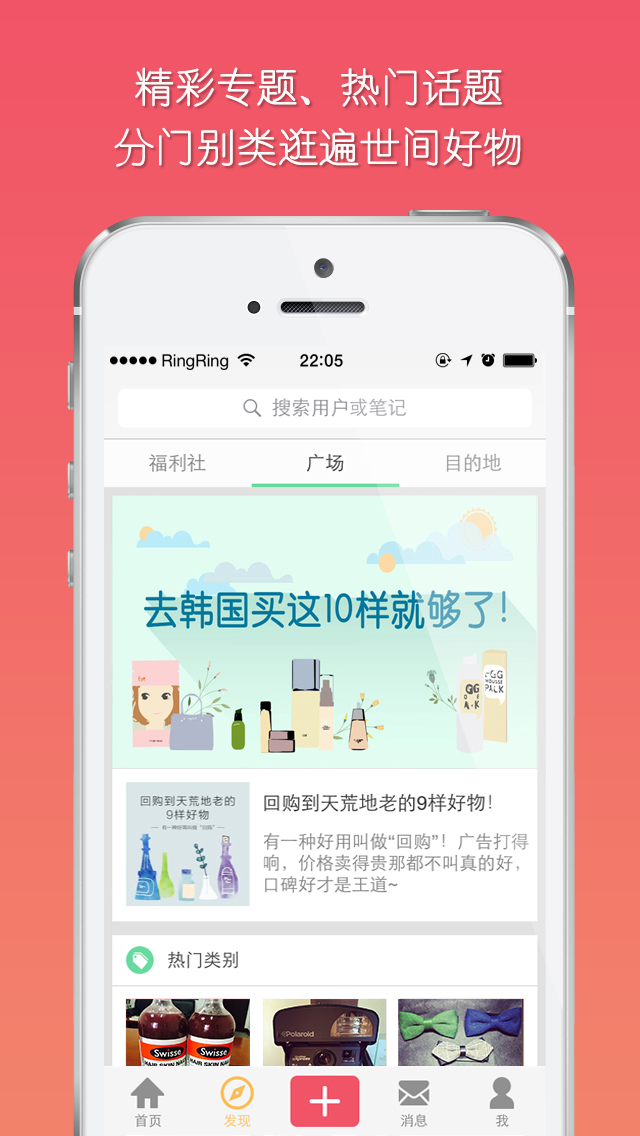 精彩专题、热门话题
分门别类逛遍世间好物
RingRing 22:05
搜索用户或笔记
福利社 广场 目的地
去韩国买这10样就够了!
Eye
GG
EGG
MOUSSE
PALK
回购到天荒地老的
9样好物
有一种好用叫做“回购”
回购到天荒地老的9样好物!
有一种好用叫做“回购”！广告打得
响，价格卖得贵那都不叫真的好，
口碑好才是王道~
热门类别
Swisse Swisse
HAIR SKIN NAILS
Polaroid
首页 发现 消息 我